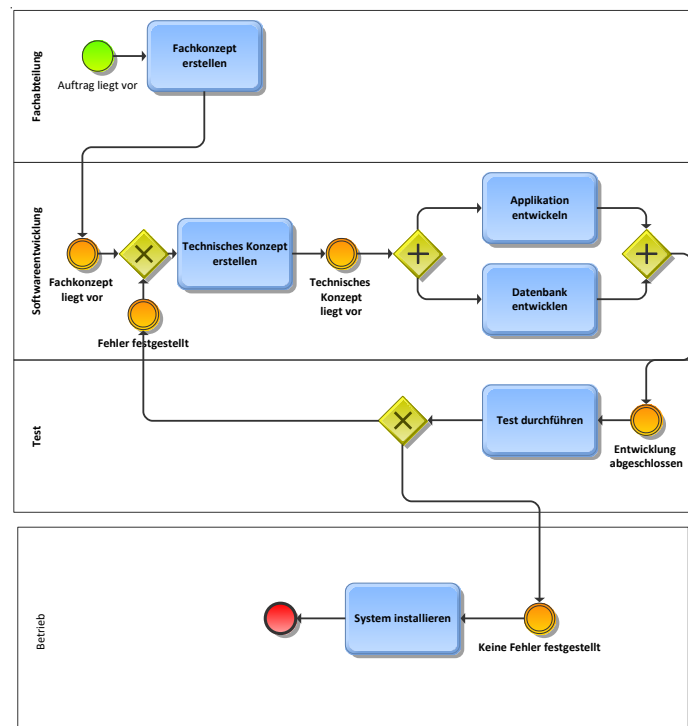 Fachabteilung
Auftrag liegt vor
Fachkonzept
erstellen
Softwareentwicklung
Fachkonzept
liegt vor
Technisches Konzept
erstellen
Technisches
Konzept
liegt vor
Applikation
entwickeln
Datenbank
entwicklen
Fehler festgestellt
Test
Test durchführen
Entwicklung
abgeschlossen
Betrieb
System installieren
Keine Fehler festgestellt